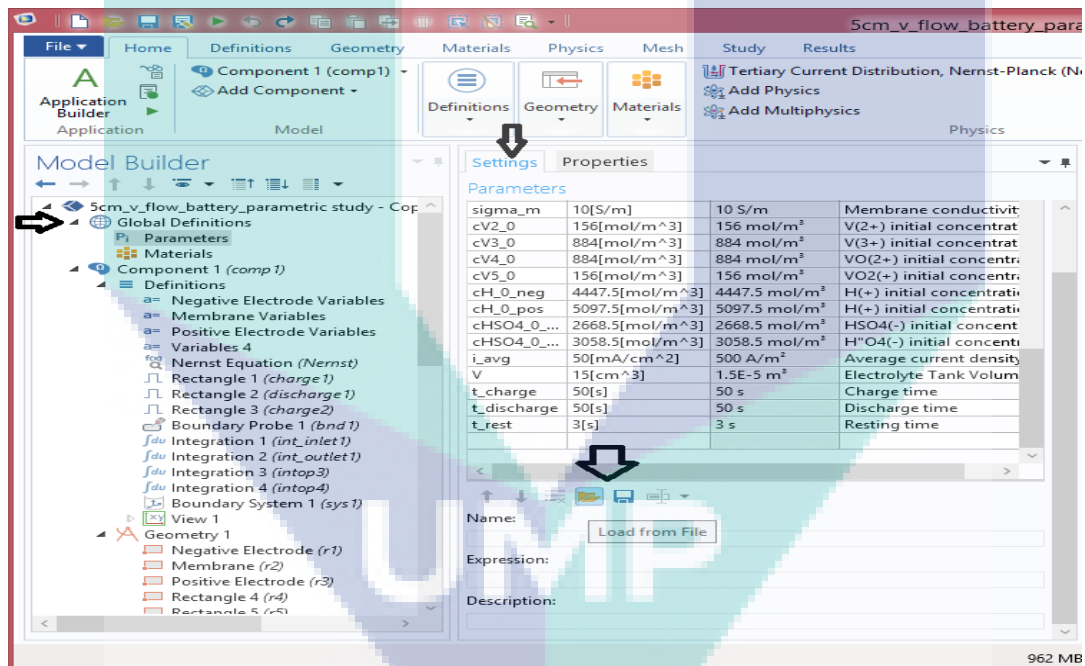 5cm_v_flow_battery_para
File
Home
Definitions
Geometry
Materials
Physics
Mesh
Study
Results
Application
Builder
Application
Component 1 (comp1)
Add Component
Model
Definitions
Geometry
Materials
Tertiary Current Distribution, Nernst-Planck (Ne
Add Physics
Add Multiphysics
Physics
Model Builder
5cm_v_flow_battery_parametric study - Cop
Global Definitions
Pi Parameters
Materials
Component 1 (comp1)
Definitions
a= Negative Electrode Variables
a= Membrane Variables
a= Positive Electrode Variables
a= Variables 4
Nernst Equation (Nernst)
Rectangle 1 (charge1)
Rectangle 2 (discharge1)
Rectangle 3 (charge2)
Boundary Probe 1 (bnd1)
∫du Integration 1 (int_inlet1)
∫du Integration 2 (int_outlet1)
∫du Integration 3 (intop3)
∫du Integration 4 (intop4)
Boundary System 1 (sys1)
View 1
Geometry 1
Negative Electrode (r1)
Membrane (r2)
Positive Electrode (r3)
Rectangle 4 (r4)
Rectangle 5 (r5)
Settings
Properties
Parameters
sigma_m 10[S/m] 10 S/m Membrane conductivit
cV2_0 156[mol/m^3] 156 mol/m³ V(2+) initial concentrat
cV3_0 884[mol/m^3] 884 mol/m³ V(3+) initial concentrat
cV4_0 884[mol/m^3] 884 mol/m³ VO(2+) initial concentra
cV5_0 156[mol/m^3] 156 mol/m³ VO2(+) initial concentra
cH_0_neg 4447.5[mol/m^3] 4447.5 mol/m³ H(+) initial concentratio
cH_0_pos 5097.5[mol/m^3] 5097.5 mol/m³ H(+) initial concentratio
cHSO4_0_... 2668.5[mol/m^3] 2668.5 mol/m³ HSO4(-) initial concent
cHSO4_0_... 3058.5[mol/m^3] 3058.5 mol/m³ H"O4(-) initial concentr
i_avg 50[mA/cm^2] 500 A/m² Average current density
V 15[cm^3] 1.5E-5 m³ Electrolyte Tank Volum
t_charge 50[s] 50 s Charge time
t_discharge 50[s] 50 s Discharge time
t_rest 3[s] 3 s Resting time
Name:
Load from File
Expression:
Description:
UMP
962 MB